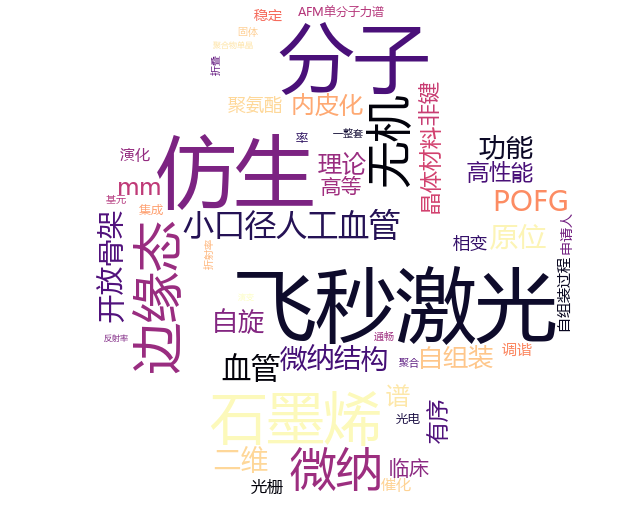 稳定
AFM单分子力谱
固体
聚合物单晶
分子
折叠
聚氨酯
内皮化
无机
晶体材料非键
一整套
率
功能
演化
仿生
理论
高性能
mm
高等
POFG
基元
集成
小口径人工血管
申请人
开放骨架
边缘态
折射率
相变
原位
自组装过程
飞秒激光
自旋
反射率
通畅
血管
微纳结构
聚合
自组装
调谐
石墨烯
谱
光电
有序
二维
微纳
临床
光栅
催化